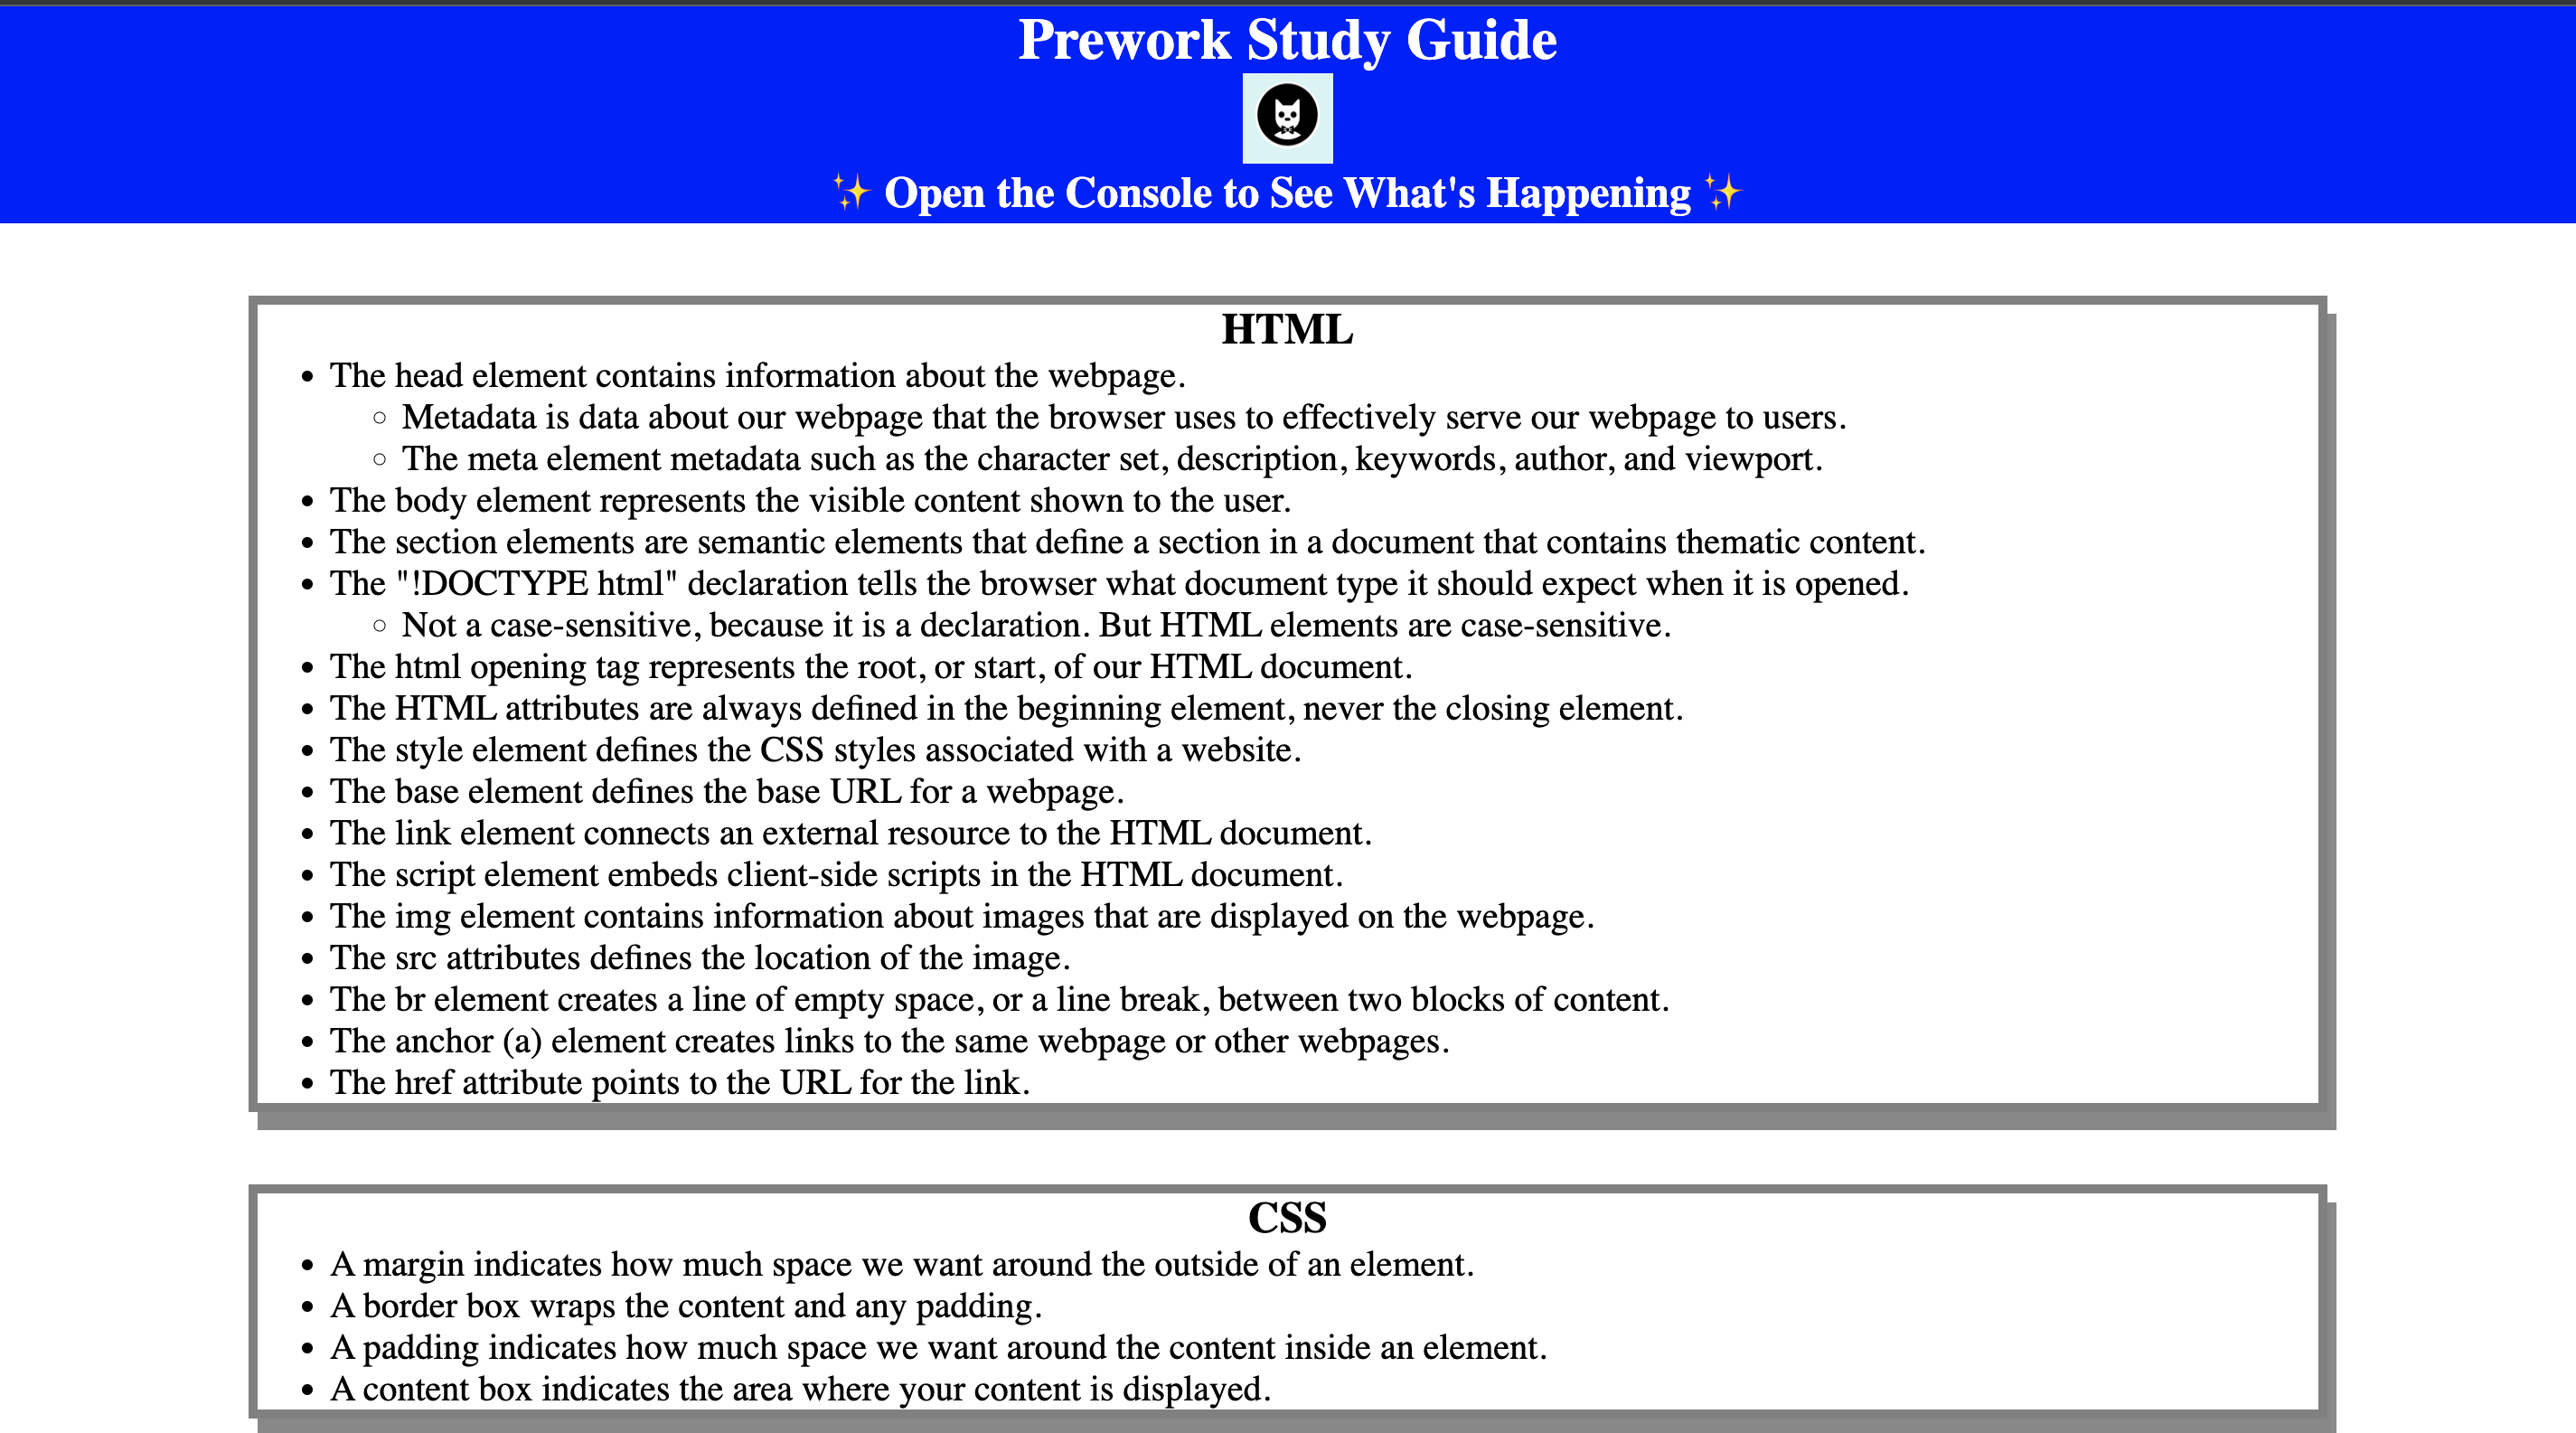 Prework Study Guide
✨ Open the Console to See What's Happening ✨
HTML
• The head element contains information about the webpage.
◦ Metadata is data about our webpage that the browser uses to effectively serve our webpage to users.
◦ The meta element metadata such as the character set, description, keywords, author, and viewport.
• The body element represents the visible content shown to the user.
• The section elements are semantic elements that define a section in a document that contains thematic content.
• The "!DOCTYPE html" declaration tells the browser what document type it should expect when it is opened.
◦ Not a case-sensitive, because it is a declaration. But HTML elements are case-sensitive.
• The html opening tag represents the root, or start, of our HTML document.
• The HTML attributes are always defined in the beginning element, never the closing element.
• The style element defines the CSS styles associated with a website.
• The base element defines the base URL for a webpage.
• The link element connects an external resource to the HTML document.
• The script element embeds client-side scripts in the HTML document.
• The img element contains information about images that are displayed on the webpage.
• The src attributes defines the location of the image.
• The br element creates a line of empty space, or a line break, between two blocks of content.
• The anchor (a) element creates links to the same webpage or other webpages.
• The href attribute points to the URL for the link.
CSS
• A margin indicates how much space we want around the outside of an element.
• A border box wraps the content and any padding.
• A padding indicates how much space we want around the content inside an element.
• A content box indicates the area where your content is displayed.